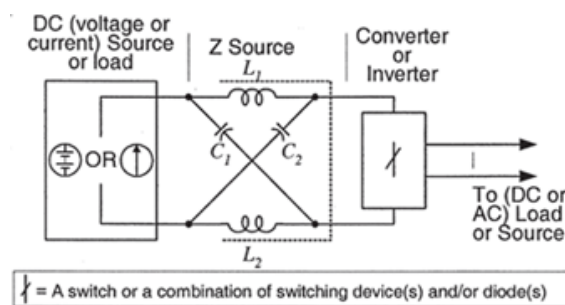 DC (voltage or
current) Source
or load
Z Source
Converter
or
Inverter
L1
C1
C2
OR
L2
To (DC or
AC) Load
or Source
= A switch or a combination of switching device(s) and/or diode(s)